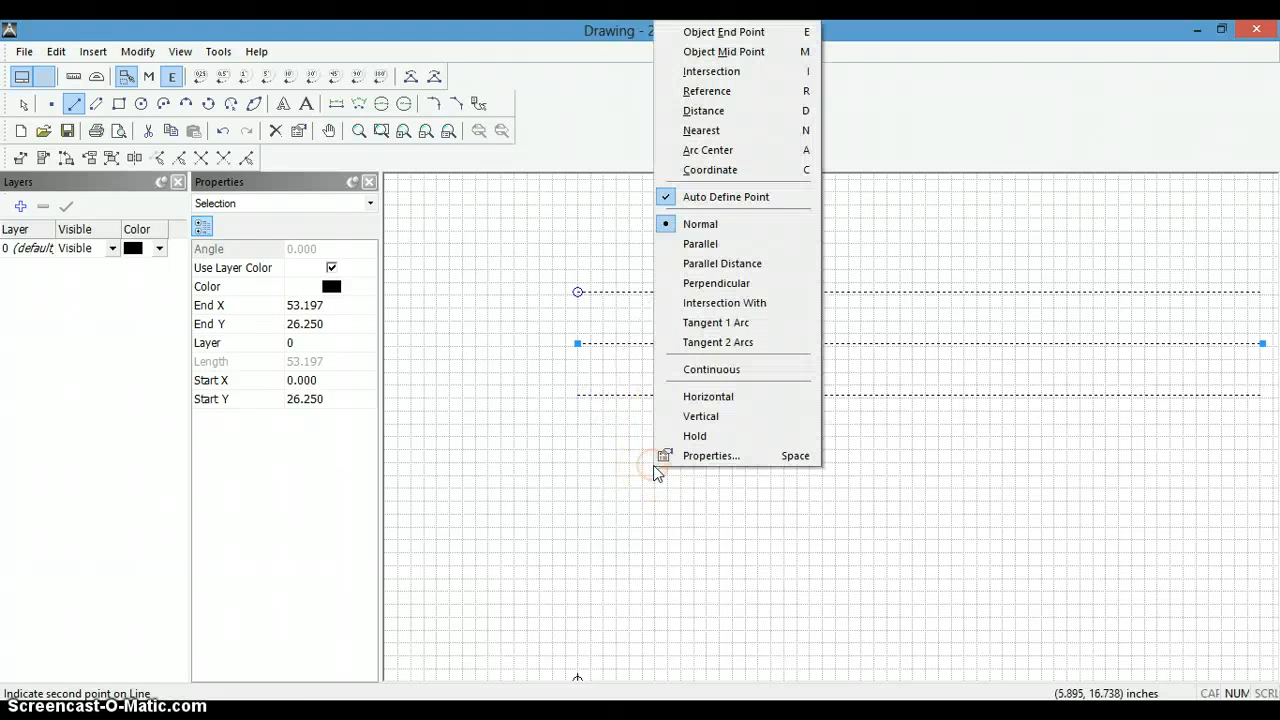 Drawing - 2
File Edit Insert Modify View Tools Help
M E
Layers
Layer Visible Color
0 (default Visible
Properties
Selection
Angle 0.000
Use Layer Color
Color
End X 53.197
End Y 26.250
Layer 0
Length 53.197
Start X 0.000
Start Y 26.250
Object End Point E
Object Mid Point M
Intersection I
Reference R
Distance D
Nearest N
Arc Center A
Coordinate C
Auto Define Point
Normal
Parallel
Parallel Distance
Perpendicular
Intersection With
Tangent 1 Arc
Tangent 2 Arcs
Continuous
Horizontal
Vertical
Hold
Properties... Space
Indicate second point on Line
(5.895, 16.738) inches CAP NUM SCRL
Screencast-O-Matic.com